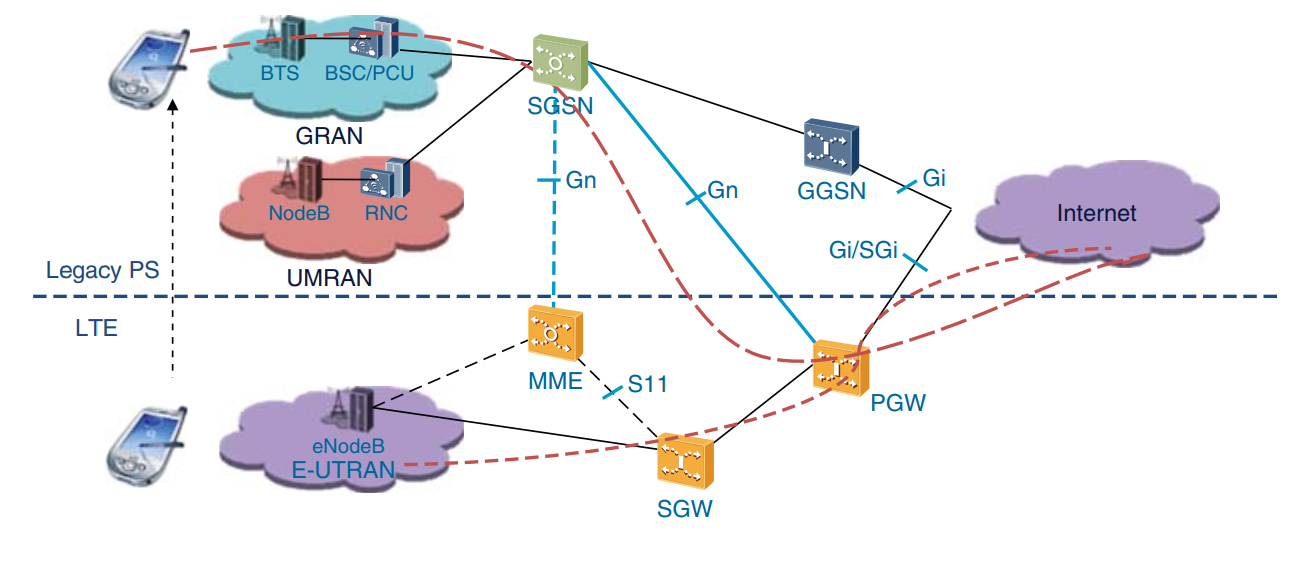 BTS
BSC/PCU
GRAN
SGSN
NodeB
RNC
UMRAN
Gn
Gn
GGSN
Gi
Gi/SGi
Internet
Legacy PS
LTE
MME
S11
PGW
eNodeB
E-UTRAN
SGW